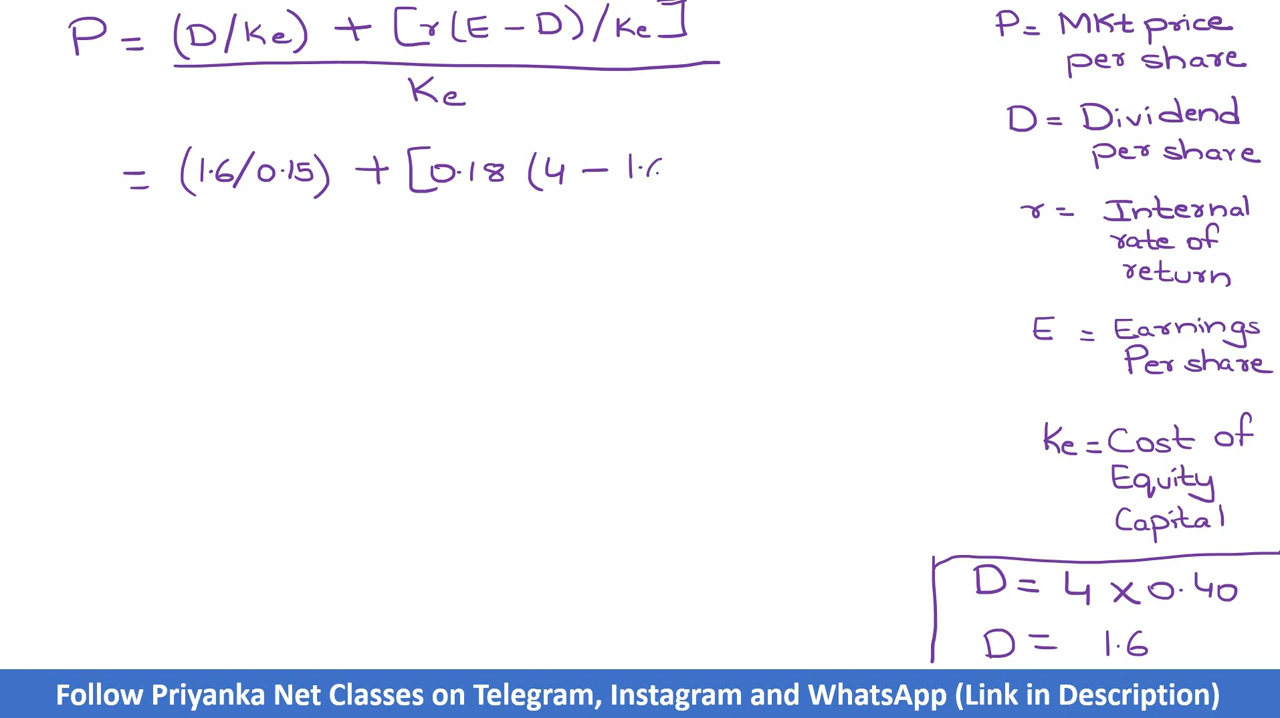 P = (D/Ke) + [r(E - D)/Ke]
Ke
= (1.6/0.15) + [0.18 (4 - 1.6
P = MKt price
per share
D = Dividend
per share
r = Internal
rate of
return
E = Earnings
Per share
Ke = Cost of
Equity
Capital
D = 4 × 0.40
D = 1.6
Follow Priyanka Net Classes on Telegram, Instagram and WhatsApp (Link in Description)